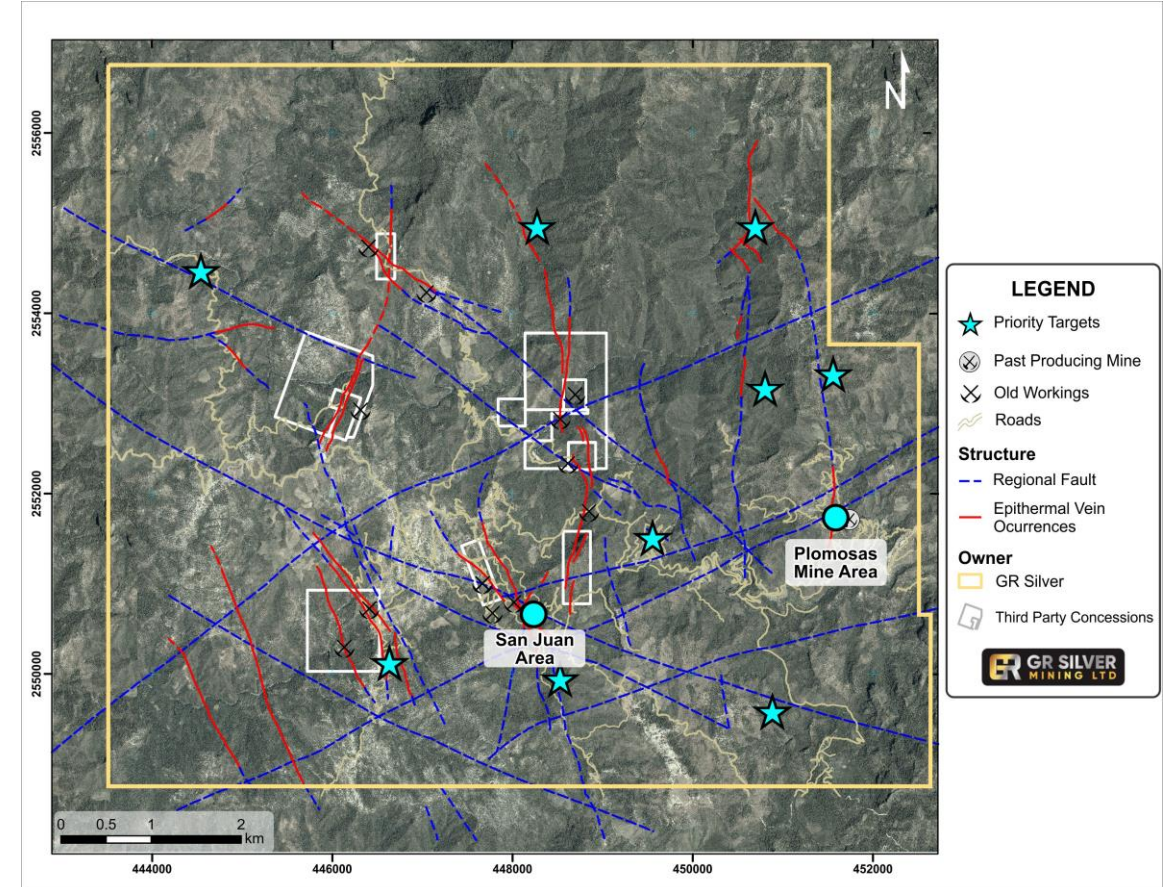 N
2556000
2554000
2552000
2550000
Plomosas
Mine Area
San Juan
Area
0 0.5 1 2
km
444000 446000 448000 450000 452000
LEGEND
Priority Targets
Past Producing Mine
Old Workings
Roads
Structure
Regional Fault
Epithermal Vein
Ocurrences
Owner
GR Silver
Third Party Concessions
GR GR SILVER
MINING LTD